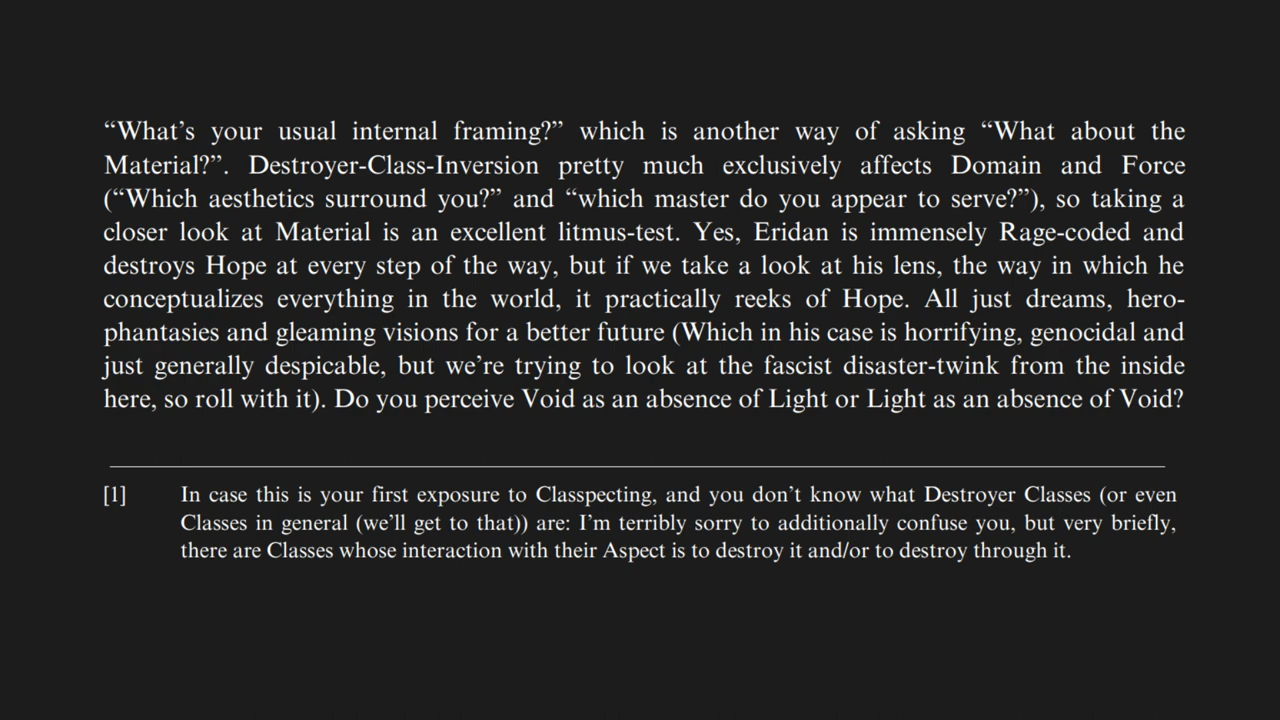 “What’s your usual internal framing?” which is another way of asking “What about the
Material?”. Destroyer-Class-Inversion pretty much exclusively affects Domain and Force
(“Which aesthetics surround you?” and “which master do you appear to serve?”), so taking a
closer look at Material is an excellent litmus-test. Yes, Eridan is immensely Rage-coded and
destroys Hope at every step of the way, but if we take a look at his lens, the way in which he
conceptualizes everything in the world, it practically reeks of Hope. All just dreams, hero-
phantasies and gleaming visions for a better future (Which in his case is horrifying, genocidal and
just generally despicable, but we’re trying to look at the fascist disaster-twink from the inside
here, so roll with it). Do you perceive Void as an absence of Light or Light as an absence of Void?
[1] In case this is your first exposure to Classpecting, and you don’t know what Destroyer Classes (or even
Classes in general (we’ll get to that)) are: I’m terribly sorry to additionally confuse you, but very briefly,
there are Classes whose interaction with their Aspect is to destroy it and/or to destroy through it.